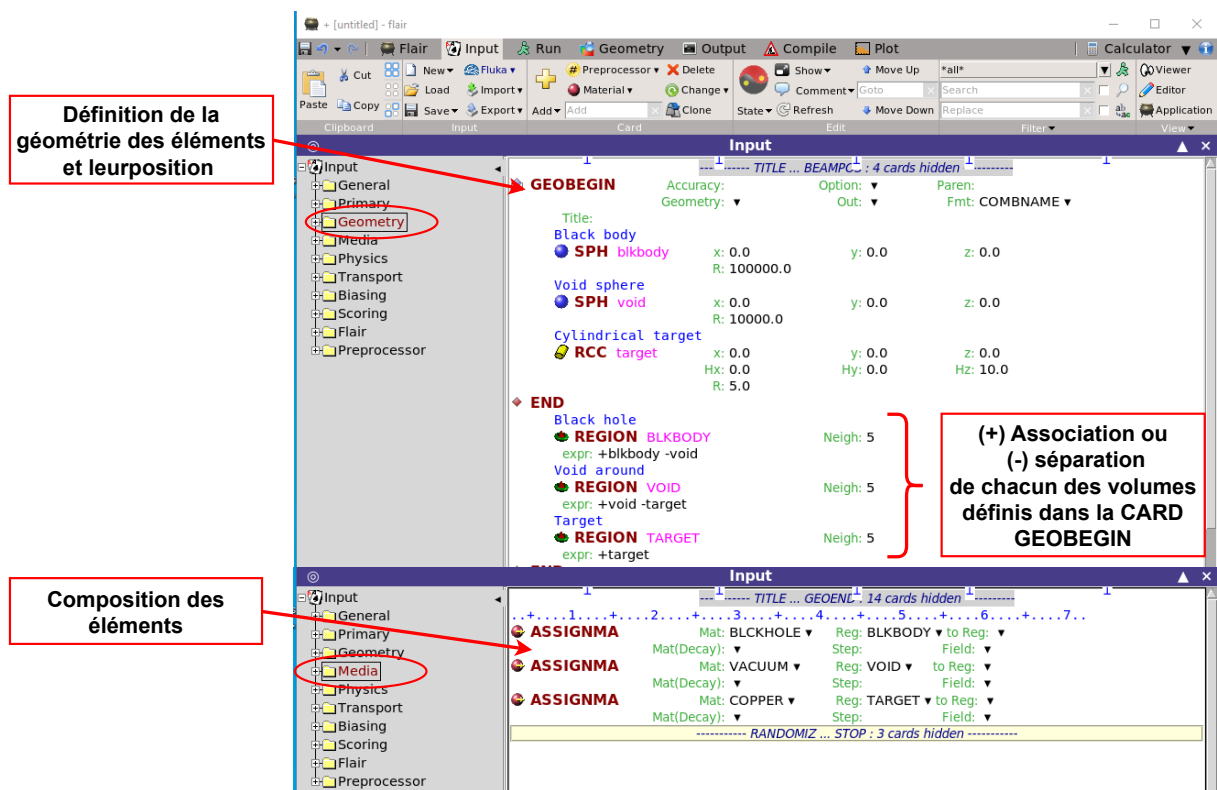 + [untitled] - flair
Flair Input Run Geometry Output Compile Plot Calculator
Paste Cut Copy
New Load Save Fluka Import Export
Add Preprocessor Material Add Delete Change Clone
State Show Comment Refresh Move Up Goto Move Down
*all* Search Replace
Viewer Editor Application
Clipboard Input Card Edit Filter View
Définition de la
géométrie des éléments
et leurposition
Input
Input
General
Primary
Geometry
Media
Physics
Transport
Biasing
Scoring
Flair
Preprocessor
--- ------ TITLE ... BEAMPOS : 4 cards hidden ---------
GEOBEGIN Accuracy: Option: Paren:
Geometry: Out: Fmt: COMBNAME
Title:
Black body
SPH blkbody x: 0.0 y: 0.0 z: 0.0
R: 100000.0
Void sphere
SPH void x: 0.0 y: 0.0 z: 0.0
R: 10000.0
Cylindrical target
RCC target x: 0.0 y: 0.0 z: 0.0
Hx: 0.0 Hy: 0.0 Hz: 10.0
R: 5.0
END
Black hole
REGION BLKBODY Neigh: 5
expr: +blkbody -void
Void around
REGION VOID Neigh: 5
expr: +void -target
Target
REGION TARGET Neigh: 5
expr: +target
END
(+) Association ou
(-) séparation
de chacun des volumes
définis dans la CARD
GEOBEGIN
Composition des
éléments
Input
Input
General
Primary
Geometry
Media
Physics
Transport
Biasing
Scoring
Flair
Preprocessor
--- ------ TITLE ... GEOEND : 14 cards hidden ---------
..+....1....+....2....+....3....+....4....+....5....+....6....+....7..
ASSIGNMA Mat: BLCKHOLE Reg: BLKBODY to Reg:
Mat(Decay): Step: Field:
ASSIGNMA Mat: VACUUM Reg: VOID to Reg:
Mat(Decay): Step: Field:
ASSIGNMA Mat: COPPER Reg: TARGET to Reg:
Mat(Decay): Step: Field:
----------- RANDOMIZ ... STOP : 3 cards hidden -----------